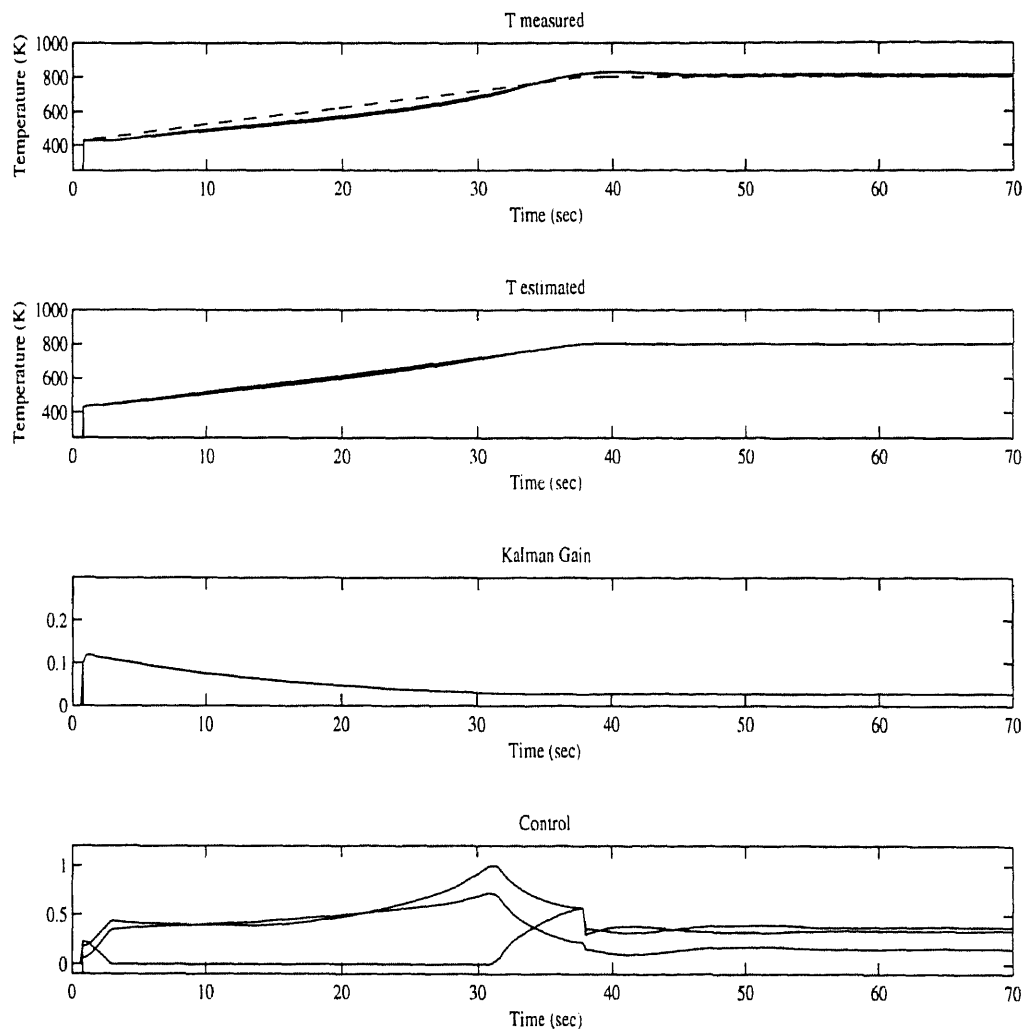 T measured
Temperature (K)
1000
800
600
400
0 10 20 30 40 50 60 70
Time (sec)
T estimated
Temperature (K)
1000
800
600
400
0 10 20 30 40 50 60 70
Time (sec)
Kalman Gain
0.2
0.1
0
0 10 20 30 40 50 60 70
Time (sec)
Control
1
0.5
0
0 10 20 30 40 50 60 70
Time (sec)